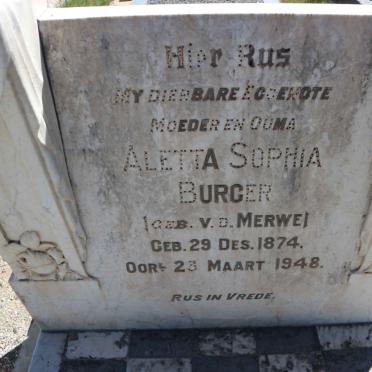 Hier Rus
MY DIERBARE EGGENOTE
MOEDER EN OUMA
ALETTA SOPHIA
BURGER
(GEB. V.D. MERWE)
GEB. 29 DES. 1874.
OORL 23 MAART 1948.
RUS IN VREDE.